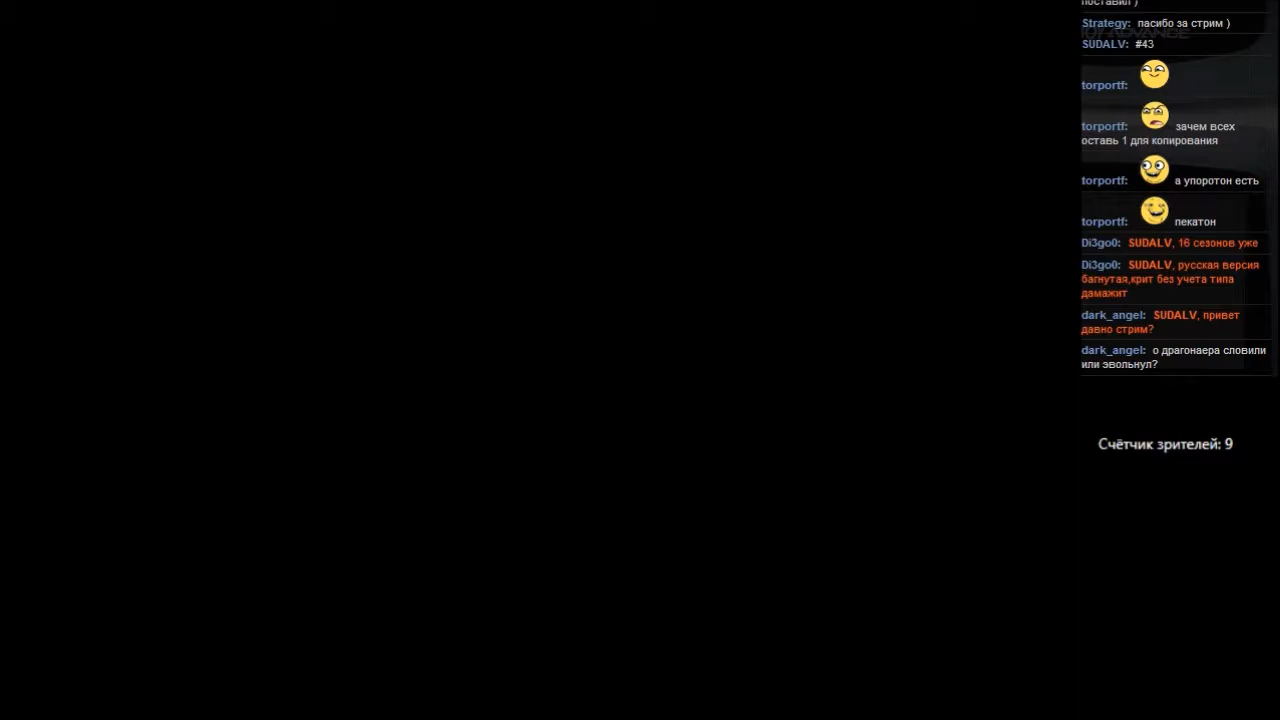 поставил )
Strategy: пасибо за стрим )
SUDALV: #43
torportf:
torportf: зачем всех
оставь 1 для копирования
torportf: а упоротон есть
torportf: пекатон
Di3go0: SUDALV, 16 сезонов уже
Di3go0: SUDALV, русская версия
багнутая,крит без учета типа
дамажит
dark_angel: SUDALV, привет
давно стрим?
dark_angel: о драгонаера словили
или эвольнул?
Счётчик зрителей: 9